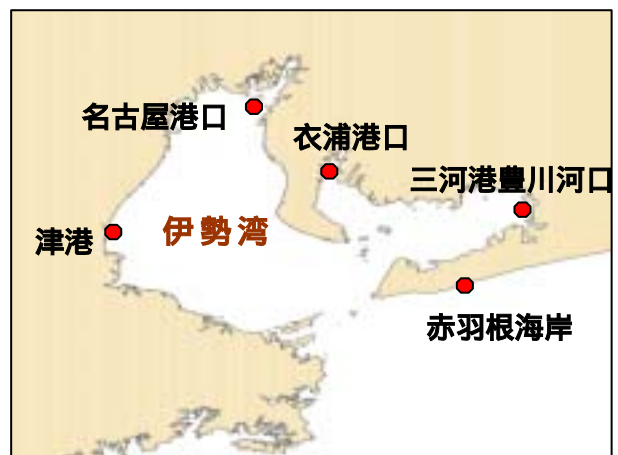 名古屋港口
衣浦港口
三河港豊川河口
津港
伊勢湾
赤羽根海岸